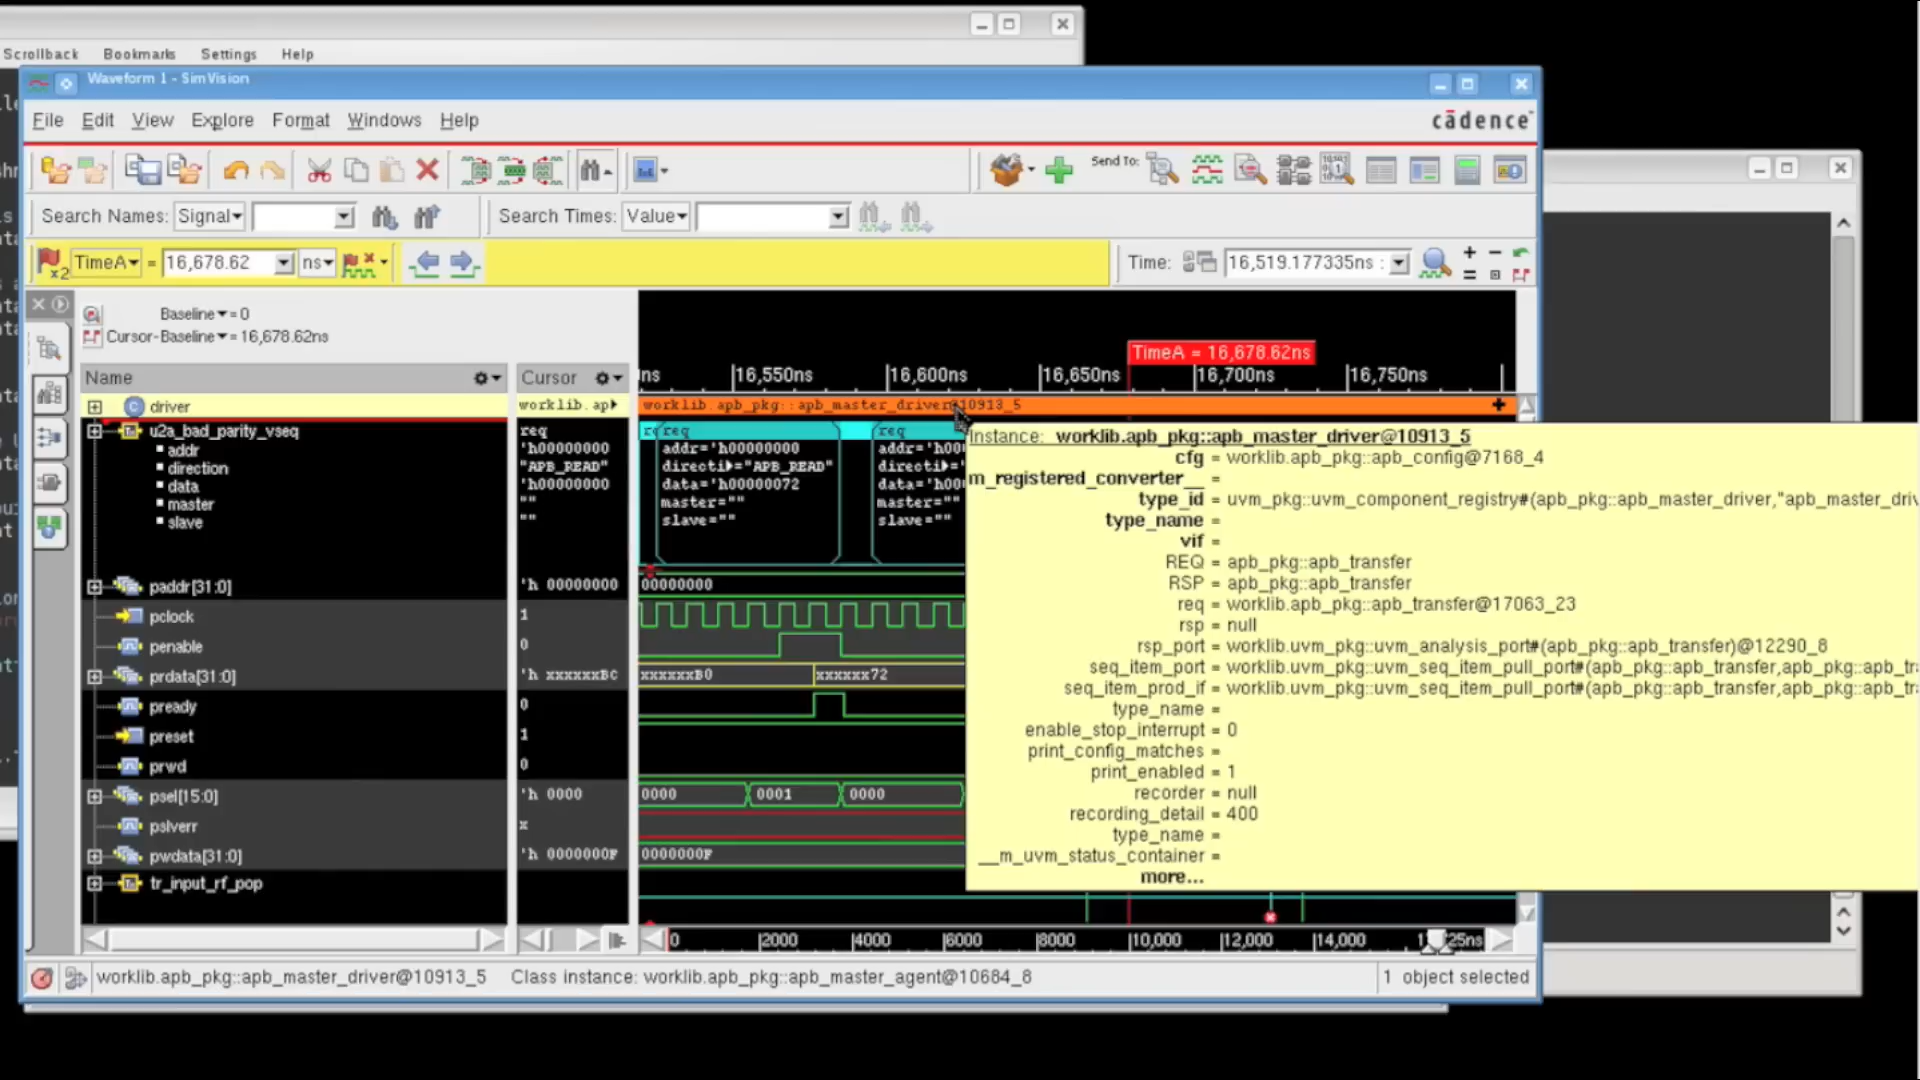 Scrollback Bookmarks Settings Help
Waveform 1 - SimVision
File Edit View Explore Format Windows Help
cādence
Send To:
Search Names: Signal
Search Times: Value
TimeA = 16,678.62 ns
Time: 16,519.177335ns :
Baseline = 0
Cursor-Baseline = 16,678.62ns
TimeA = 16,678.62ns
Name Cursor
ns 16,550ns 16,600ns 16,650ns 16,700ns 16,750ns
driver worklib.ap worklib.apb_pkg::apb_master_driver@10913_5
u2a_bad_parity_vseq req req req
addr 'h00000000 addr='h00000000 addr='h00
direction "APB_READ" directi="APB_READ" directi=
data 'h00000000 data='h00000072 data='h00
master "" master="" master=""
slave "" slave="" slave=""
paddr[31:0] 'h 00000000 00000000
pclock 1
penable 0
prdata[31:0] 'h xxxxxxBC xxxxxxB0 xxxxxx72
pready 0
preset 1
prwd 0
psel[15:0] 'h 0000 0000 0001 0000
pslverr x
pwdata[31:0] 'h 0000000F 0000000F
tr_input_rf_pop
Instance: worklib.apb_pkg::apb_master_driver@10913_5
cfg = worklib.apb_pkg::apb_config@7168_4
m_registered_converter__ =
type_id = uvm_pkg::uvm_component_registry#(apb_pkg::apb_master_driver,"apb_master_driv
type_name =
vif =
REQ = apb_pkg::apb_transfer
RSP = apb_pkg::apb_transfer
req = worklib.apb_pkg::apb_transfer@17063_23
rsp = null
rsp_port = worklib.uvm_pkg::uvm_analysis_port#(apb_pkg::apb_transfer)@12290_8
seq_item_port = worklib.uvm_pkg::uvm_seq_item_pull_port#(apb_pkg::apb_transfer,apb_pkg::apb_tr
seq_item_prod_if = worklib.uvm_pkg::uvm_seq_item_pull_port#(apb_pkg::apb_transfer,apb_pkg::apb_tr
type_name =
enable_stop_interrupt = 0
print_config_matches =
print_enabled = 1
recorder = null
recording_detail = 400
type_name =
__m_uvm_status_container =
more...
0 2000 4000 6000 8000 10,000 12,000 14,000
worklib.apb_pkg::apb_master_driver@10913_5 Class instance: worklib.apb_pkg::apb_master_agent@10684_8
1 object selected